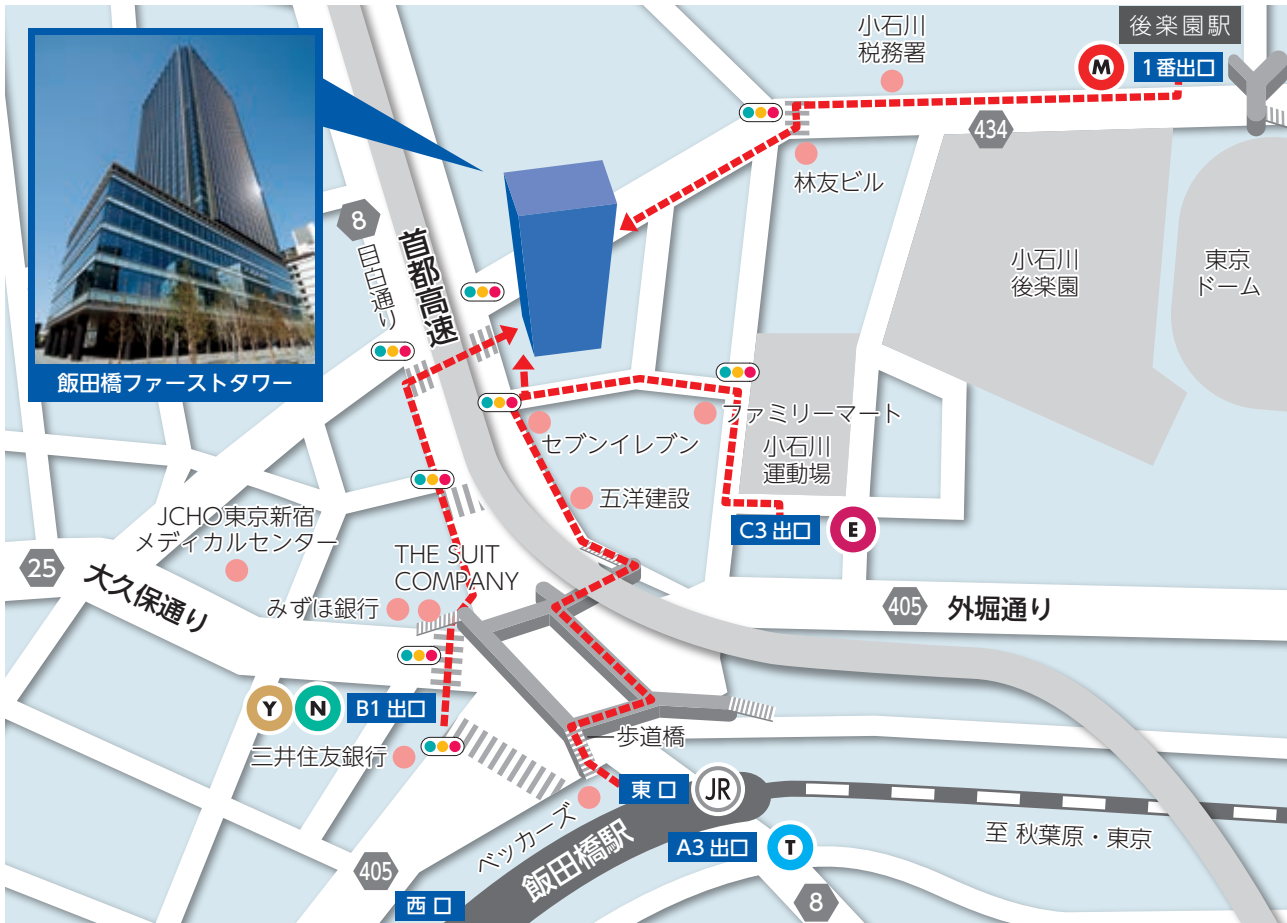 小石川
税務署
後楽園駅
M
1番出口
434
林友ビル
8
目白通り
首都高速
小石川
後楽園
東京
ドーム
飯田橋ファーストタワー
セブンイレブン
ファミリーマート
小石川
運動場
五洋建設
C3 出口
E
JCHO東京新宿
メディカルセンター
THE SUIT
COMPANY
25
大久保通り
みずほ銀行
405
外堀通り
Y
N
B1 出口
三井住友銀行
歩道橋
東口
JR
ベッカーズ
飯田橋駅
A3 出口
T
至 秋葉原・東京
405
西口
8